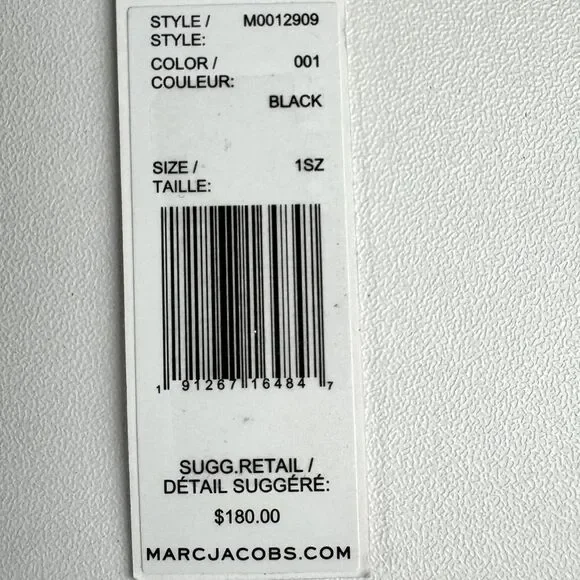 STYLE / M0012909
STYLE:
COLOR / 001
COULEUR:
BLACK
SIZE / 1SZ
TAILLE:
1 91267 16484 7
SUGG.RETAIL /
DÉTAIL SUGGÉRÉ:
$180.00
MARCJACOBS.COM